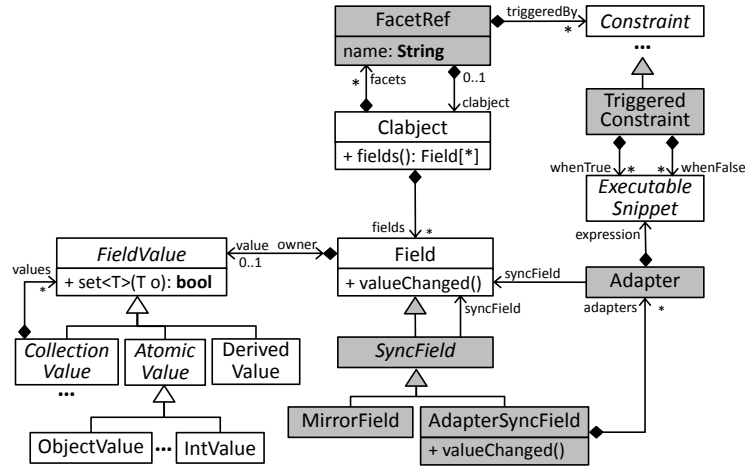 FacetRef
triggeredBy
*
Constraint
...
name: String
*
facets
0..1
clabject
Triggered
Constraint
Clabject
+ fields(): Field[*]
whenTrue
*
*
whenFalse
Executable
Snippet
fields
*
expression
FieldValue
value
owner
0..1
Field
values
*
+ set<T>(T o): bool
+ valueChanged()
syncField
Adapter
syncField
adapters
*
Collection
Value
...
Atomic
Value
Derived
Value
SyncField
ObjectValue
...
IntValue
MirrorField
AdapterSyncField
+ valueChanged()